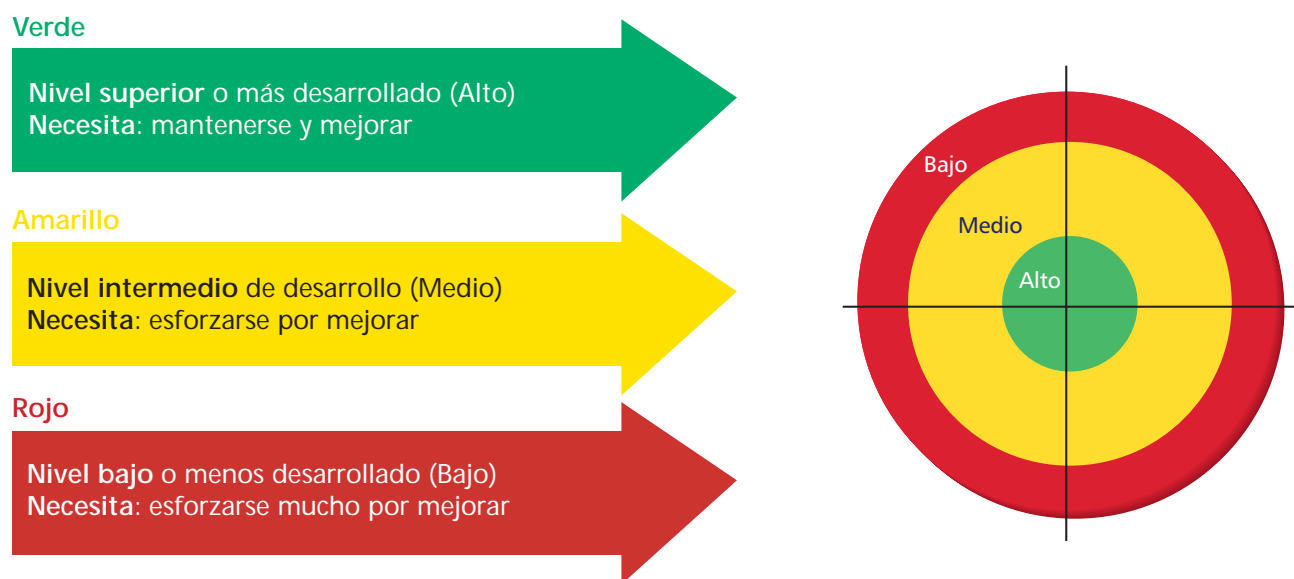 Verde
Nivel superior o más desarrollado (Alto)
Necesita: mantenerse y mejorar
Amarillo
Nivel intermedio de desarrollo (Medio)
Necesita: esforzarse por mejorar
Rojo
Nivel bajo o menos desarrollado (Bajo)
Necesita: esforzarse mucho por mejorar
Bajo
Medio
Alto